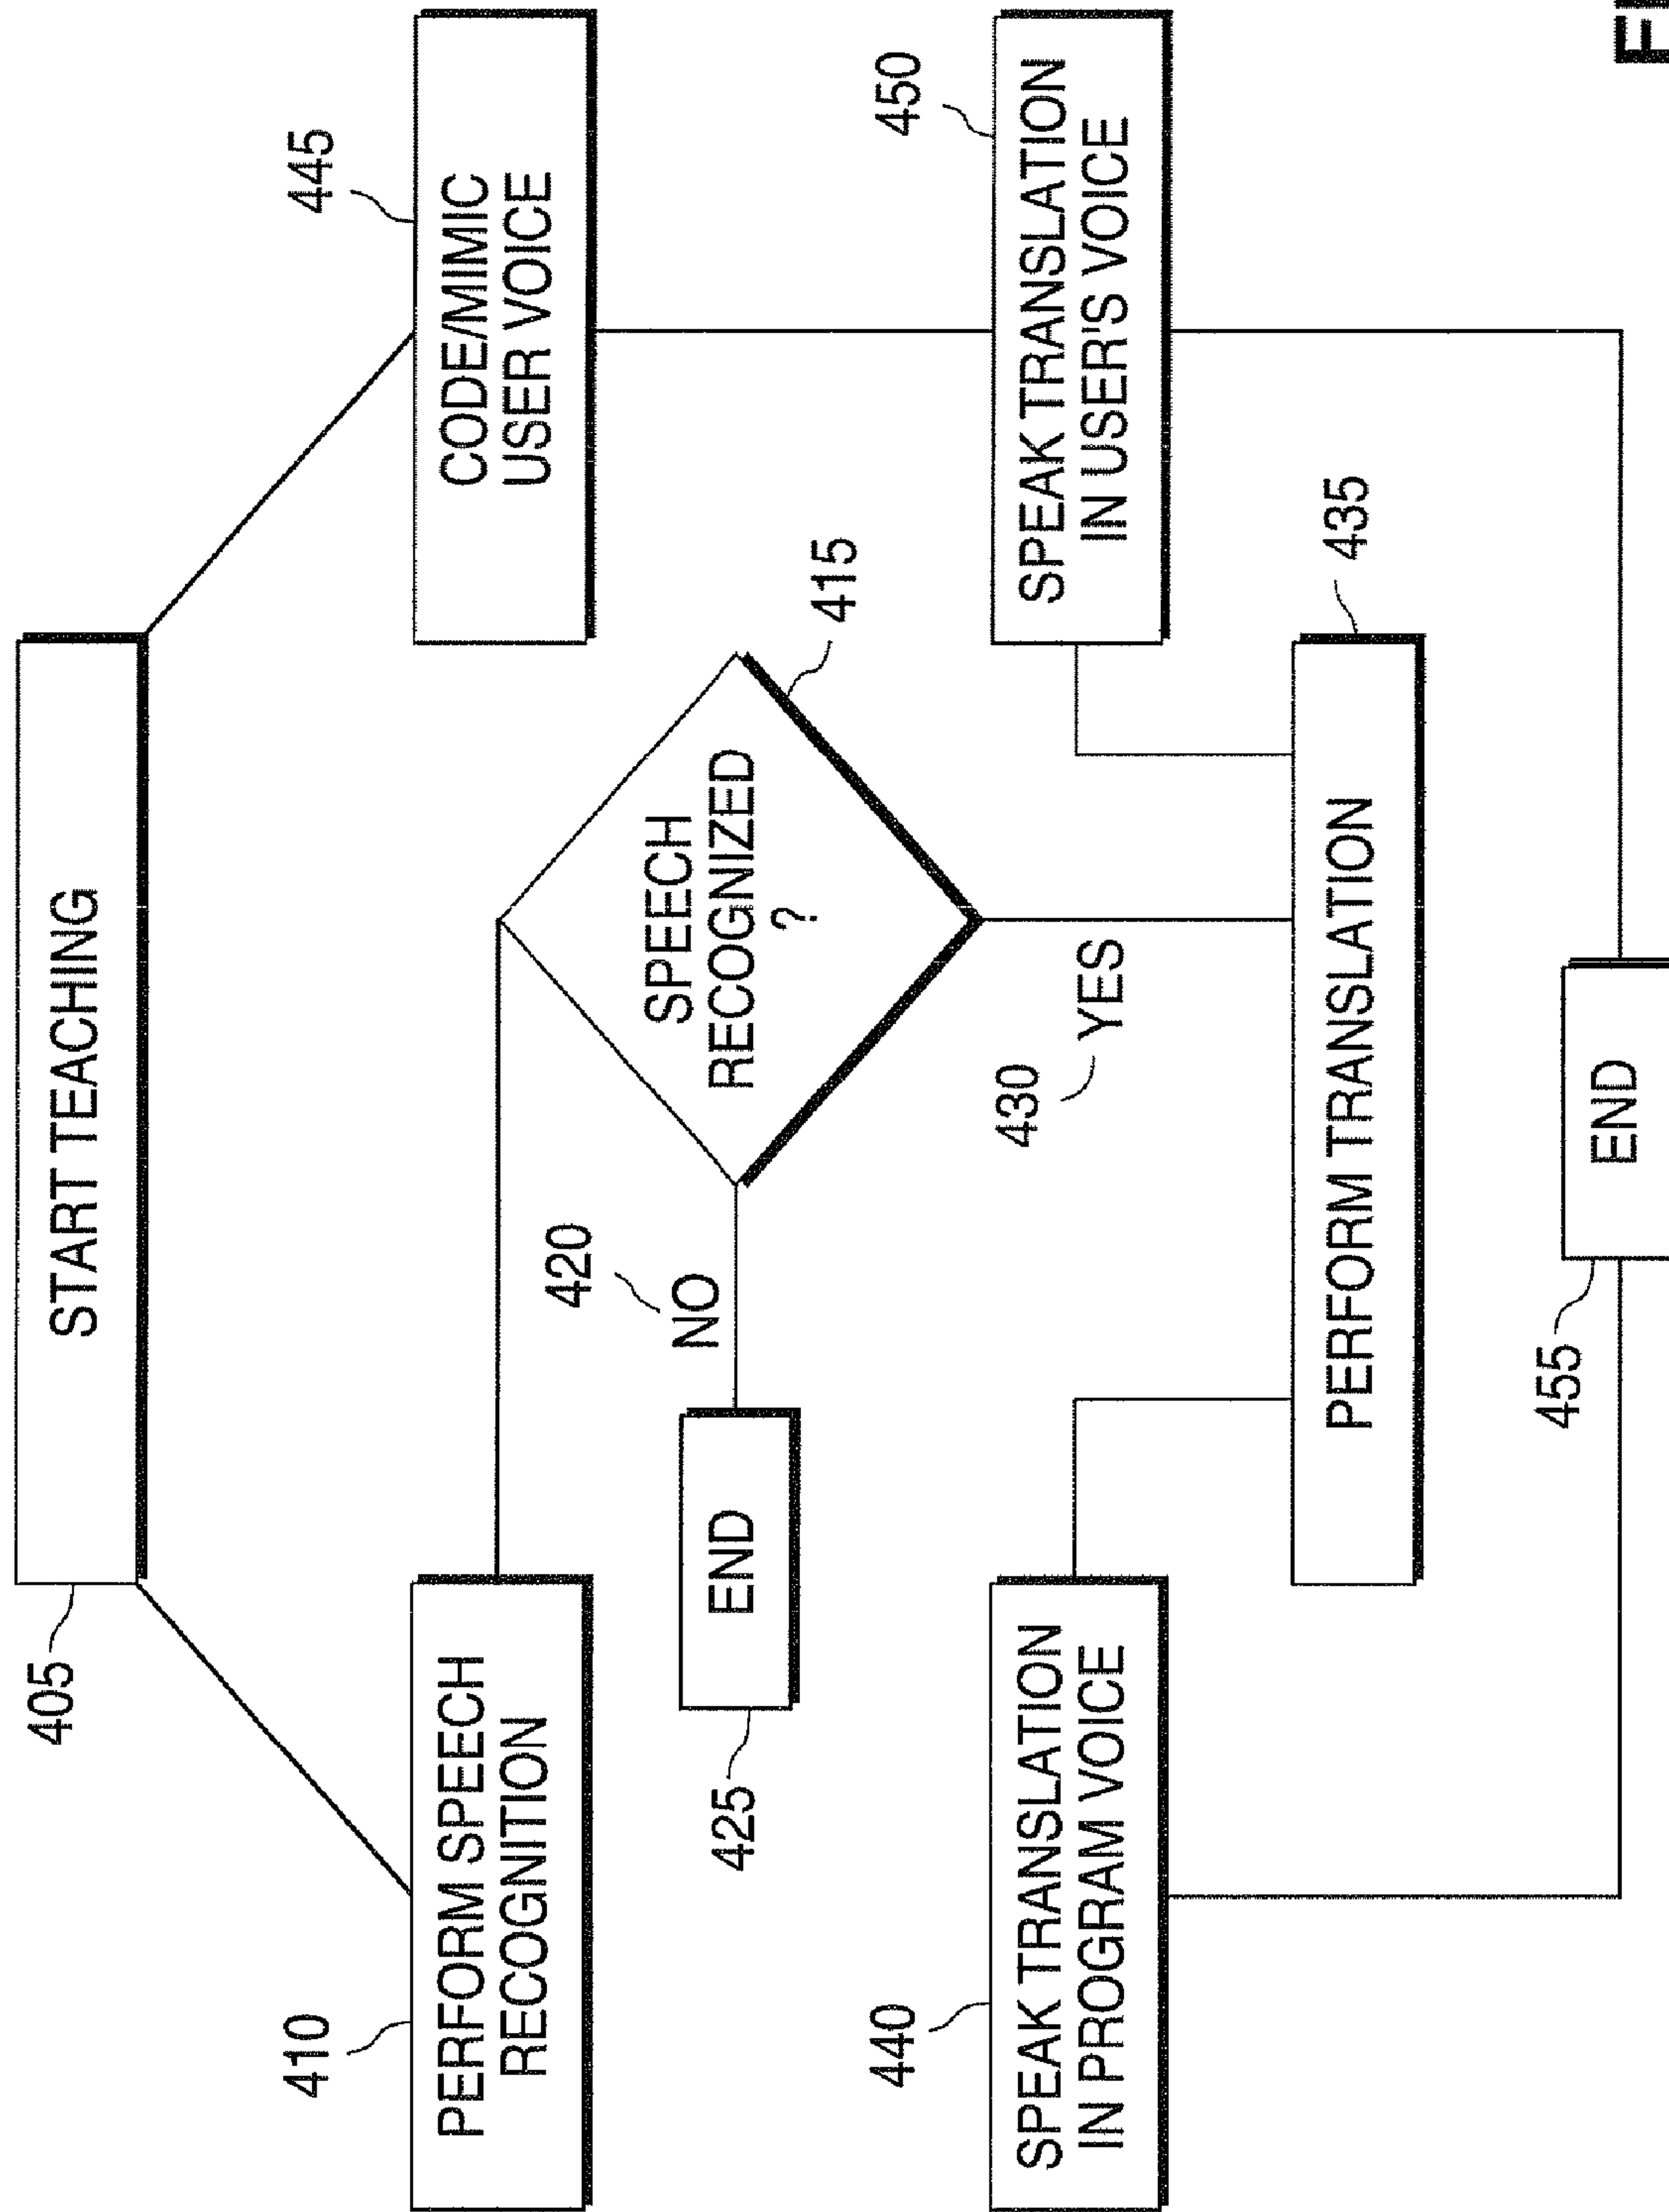 START TEACHING
405
410
PERFORM SPEECH
RECOGNITION
445
CODE/MIMIC
USER VOICE
SPEECH
RECOGNIZED
?
415
420
NO
END
425
430
YES
440
SPEAK TRANSLATION
IN PROGRAM VOICE
450
SPEAK TRANSLATION
IN USER'S VOICE
435
PERFORM TRANSLATION
455
END